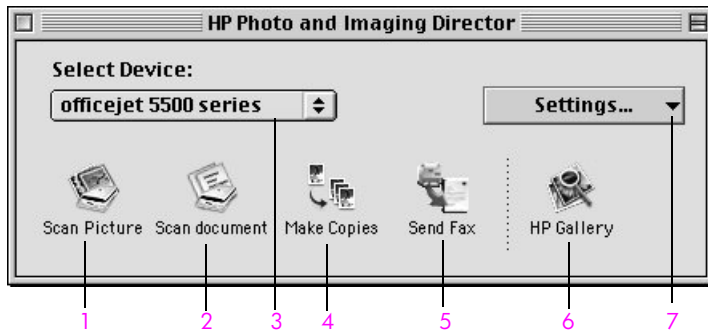 HP Photo and Imaging Director
Select Device:
officejet 5500 series
Settings...
Scan Picture Scan document Make Copies Send Fax HP Gallery
1 2 3 4 5 6 7